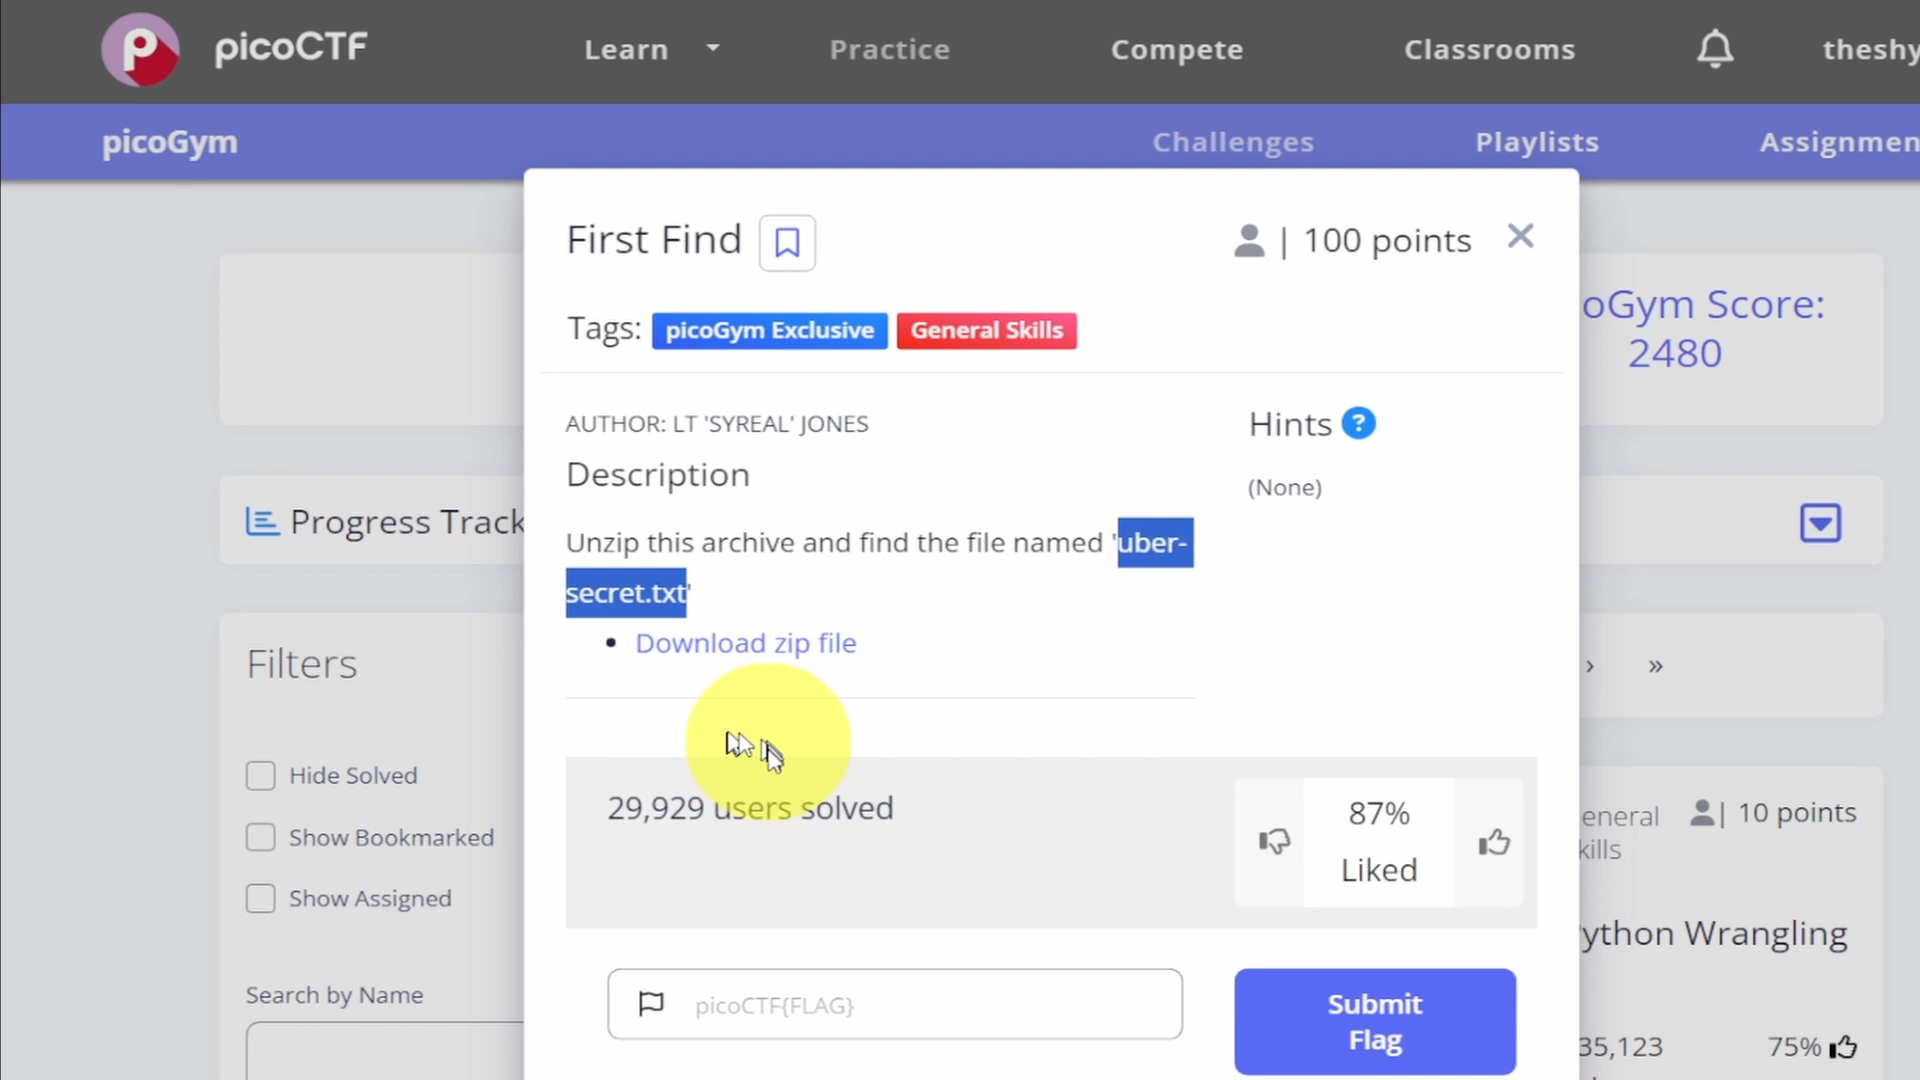 picoCTF
Learn
Practice
Compete
Classrooms
theshy
picoGym
Challenges
Playlists
Assignmen
First Find
| 100 points
Tags: picoGym Exclusive General Skills
oGym Score:
2480
AUTHOR: LT 'SYREAL' JONES
Hints ?
Description
(None)
Progress Track
Unzip this archive and find the file named 'uber-
secret.txt'
• Download zip file
Filters
› »
Hide Solved
Show Bookmarked
Show Assigned
29,929 users solved
87%
Liked
eneral
kills
| 10 points
ython Wrangling
Search by Name
picoCTF{FLAG}
Submit
Flag
35,123
75%